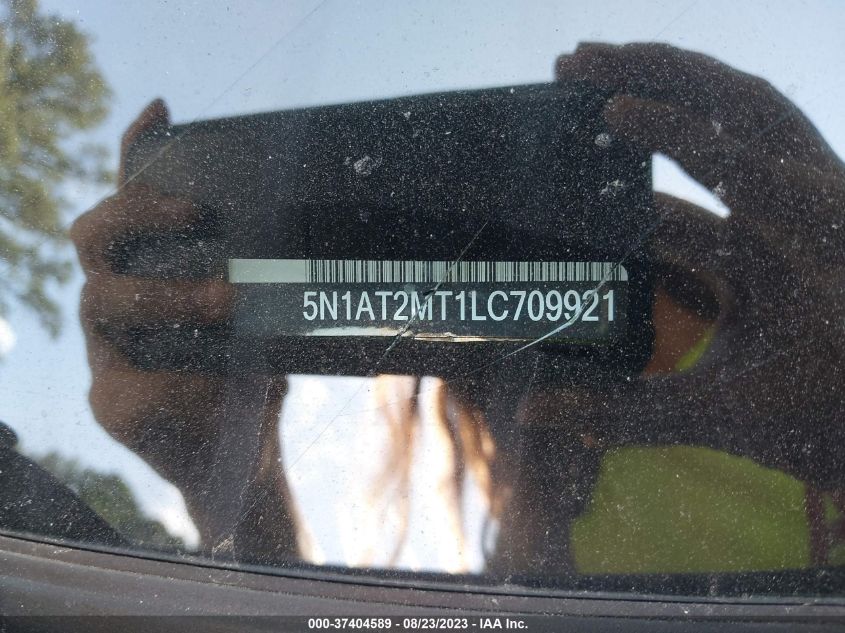 5N1AT2MT1LC709921
000-37404589 - 08/23/2023 - IAA Inc.